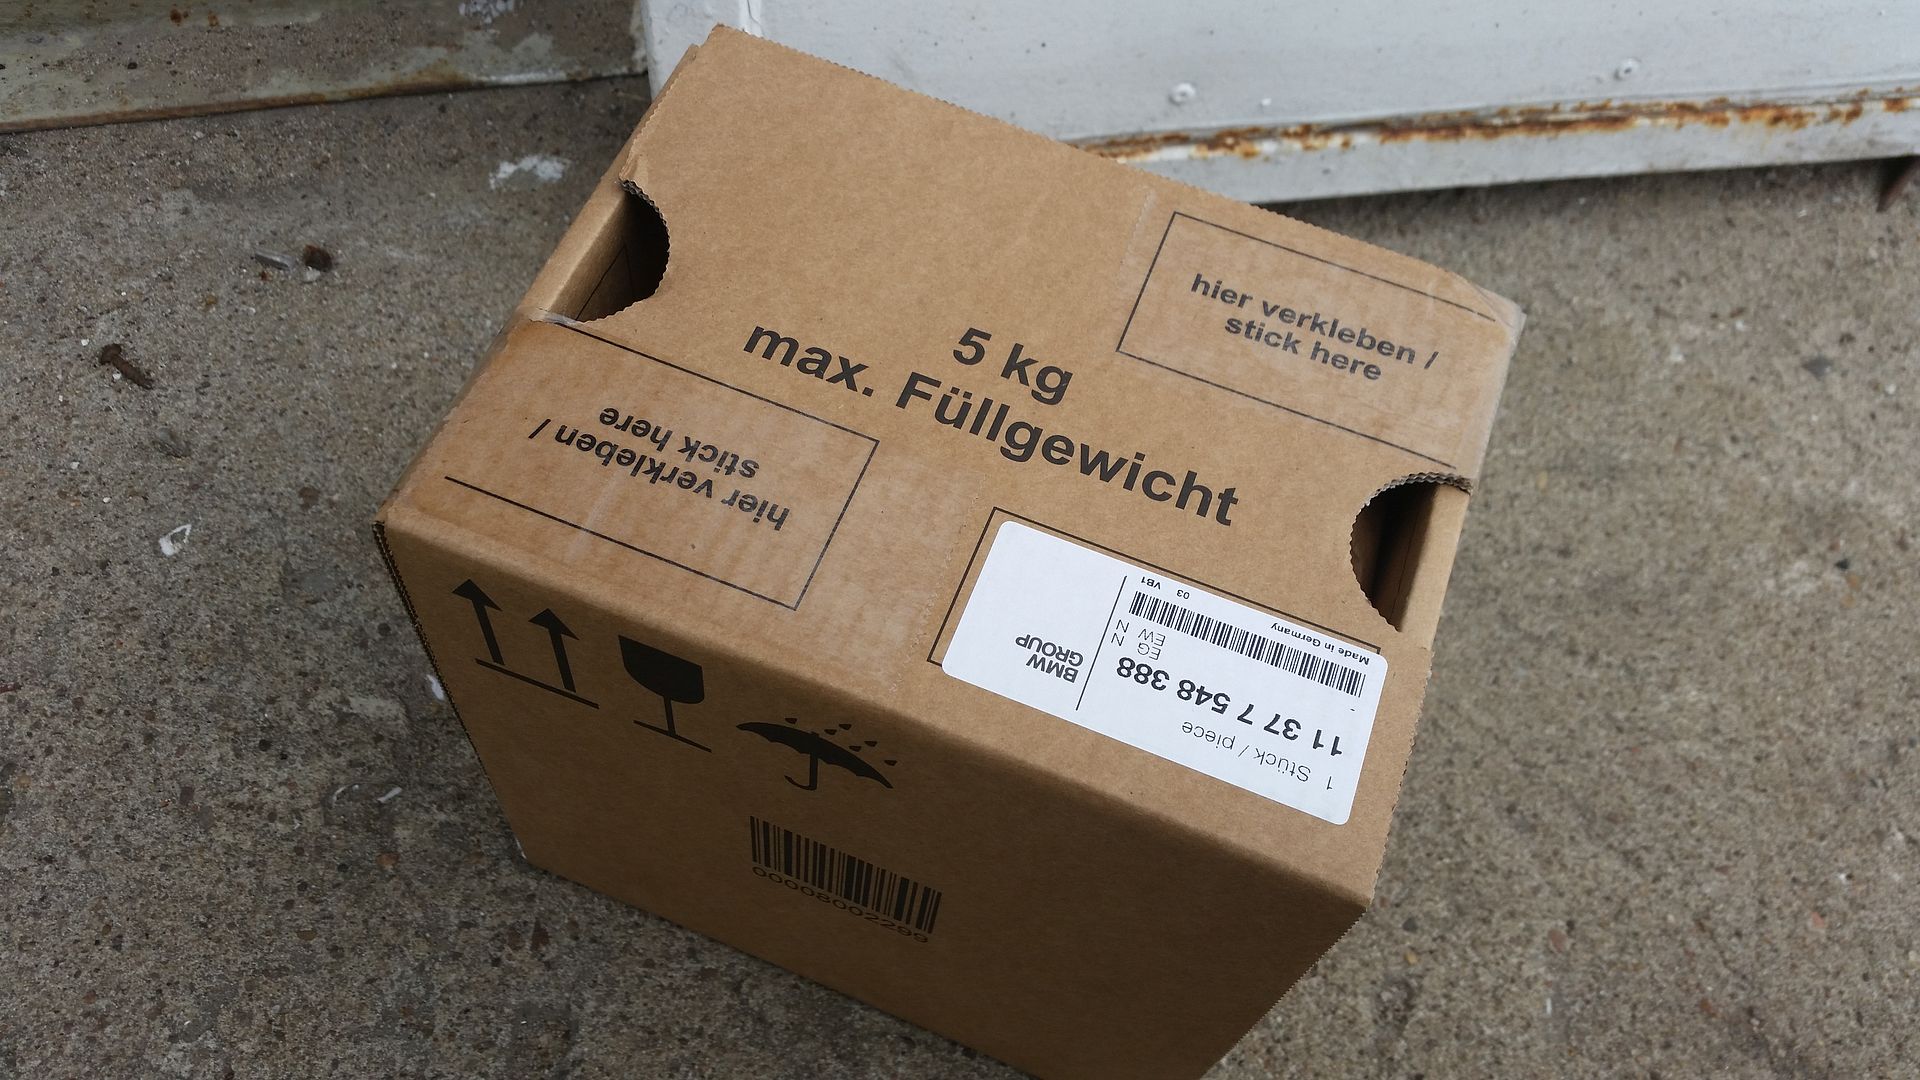 5 kg
max. Füllgewicht
hier verkleben /
stick here
hier verkleben /
stick here
1 Stück / piece
11 37 7 548 388
EG N
EW N
Made in Germany
03 VB1
BMW
GROUP
00008002299